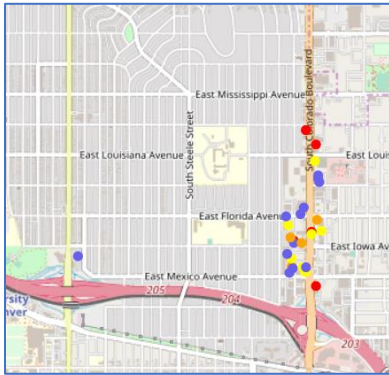 East Mississippi Avenue
South Colorado Boulevard
South Steele Street
East Louisiana Avenue
East Loui
East Florida Avenue
East Iowa Av
East Mexico Avenue
205
204
rsity
nver
203